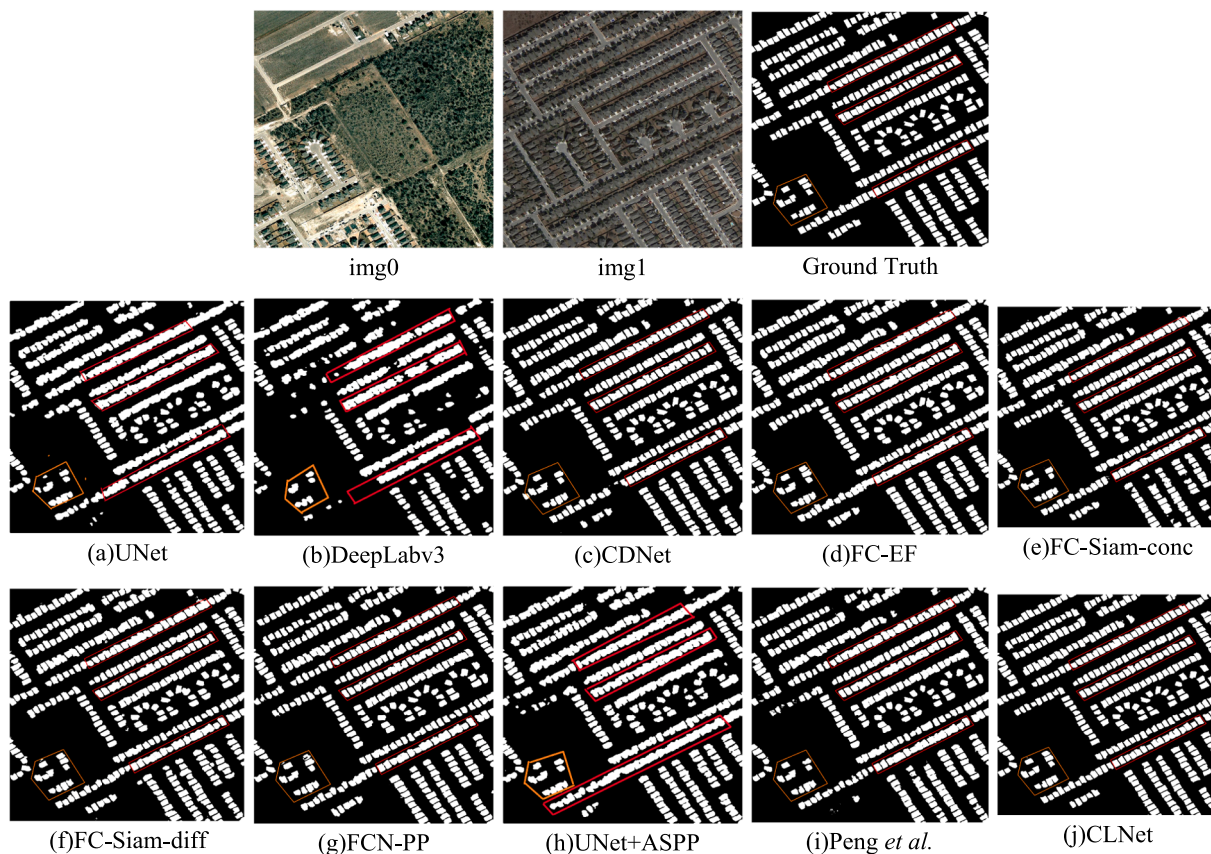 img0
img1
Ground Truth
(a)UNet
(b)DeepLabv3
(c)CDNet
(d)FC-EF
(e)FC-Siam-conc
(f)FC-Siam-diff
(g)FCN-PP
(h)UNet+ASPP
(i)Peng et al.
(j)CLNet